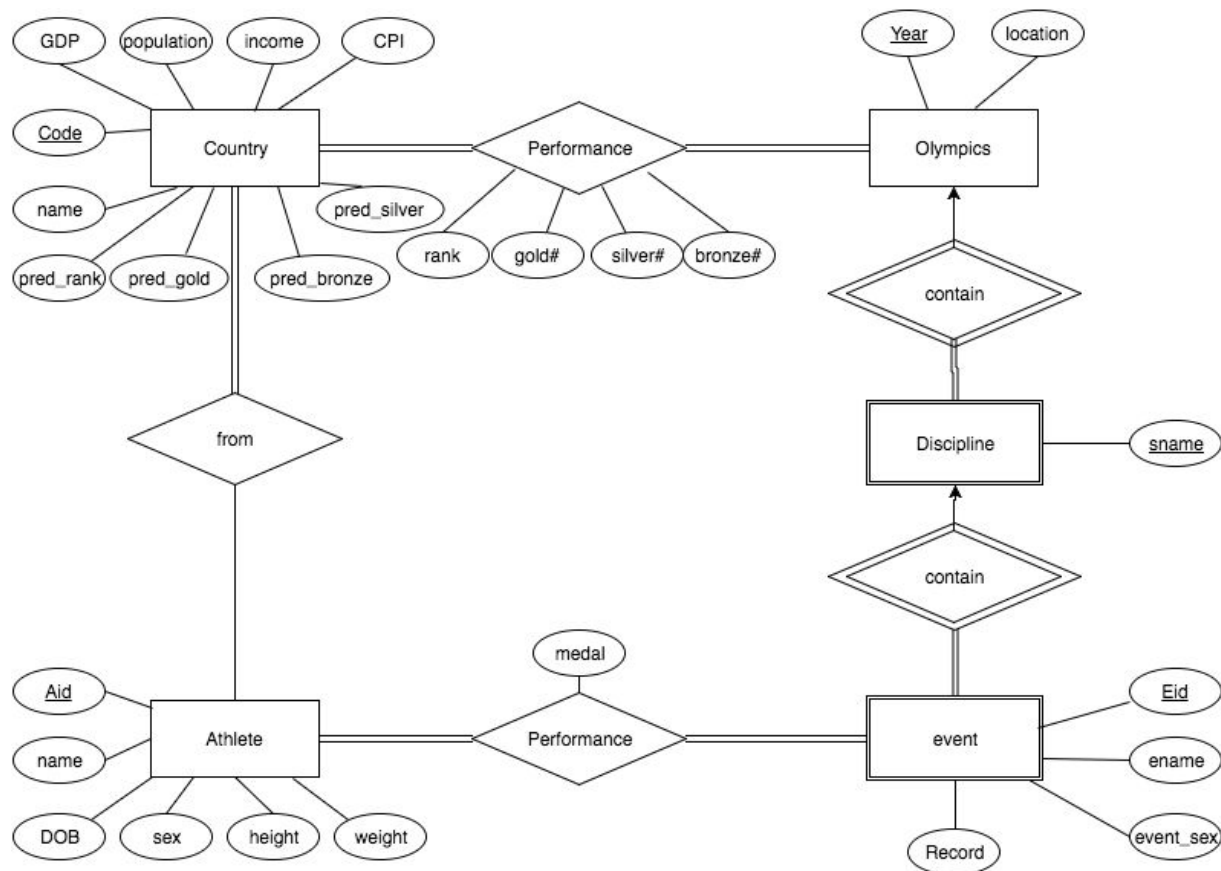 GDP
population
income
CPI
Year
location
Code
Country
Performance
Olympics
name
pred_silver
pred_rank
pred_gold
pred_bronze
rank
gold#
silver#
bronze#
contain
from
Discipline
sname
contain
medal
Aid
Eid
Athlete
Performance
event
name
ename
DOB
sex
height
weight
Record
event_sex